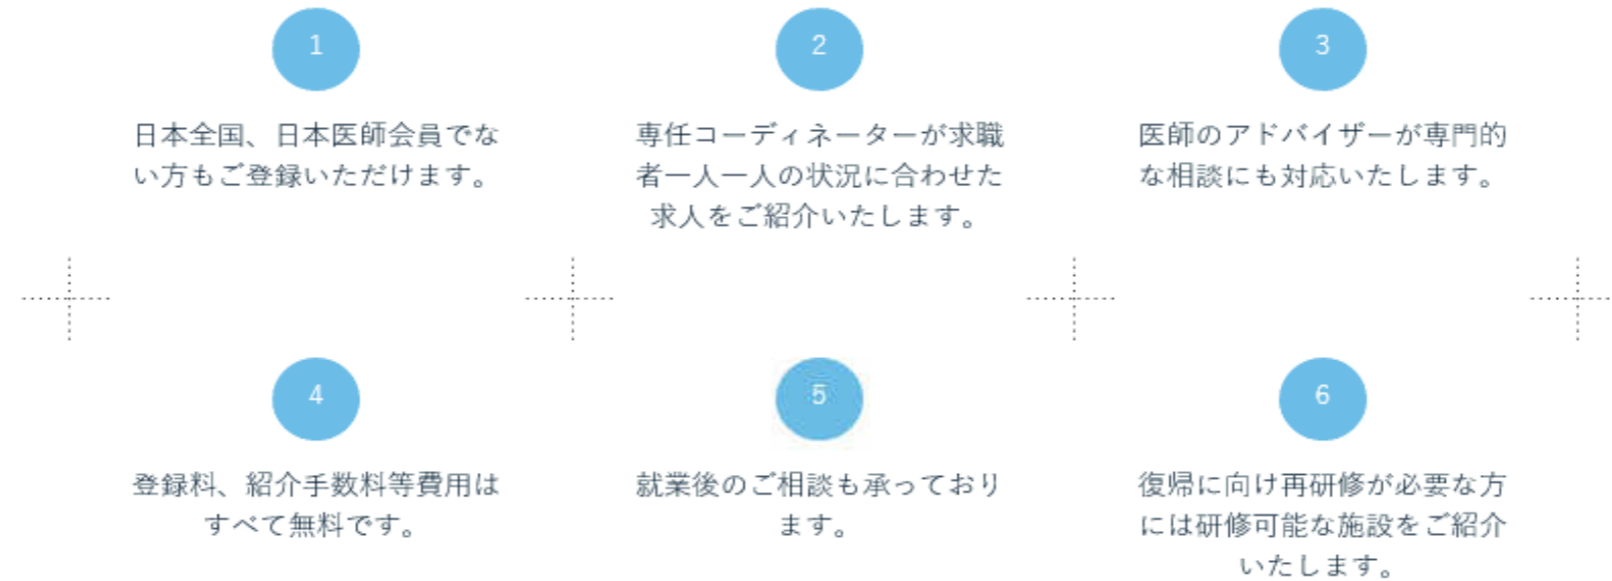 1
日本全国、日本医師会員でな
い方もご登録いただけます。
2
専任コーディネーターが求職
者一人一人の状況に合わせた
求人をご紹介いたします。
3
医師のアドバイザーが専門的
な相談にも対応いたします。
4
登録料、紹介手数料等費用は
すべて無料です。
5
就業後のご相談も承っており
ます。
6
復帰に向け再研修が必要な方
には研修可能な施設をご紹介
いたします。